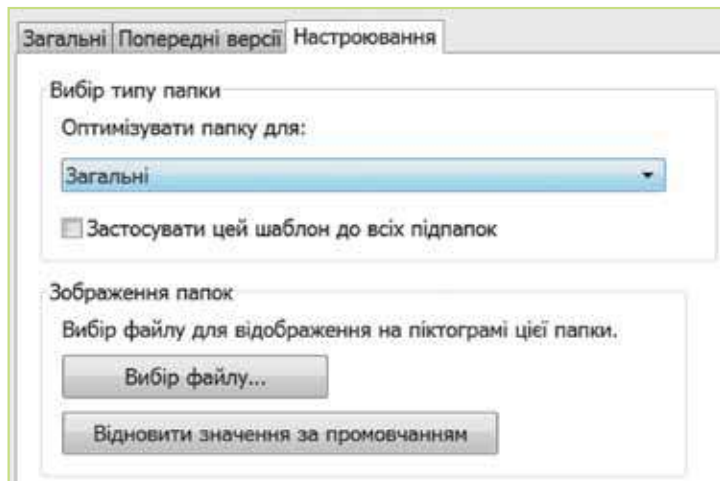 Загальні Попередні версії Настроювання
Вибір типу папки
Оптимізувати папку для:
Загальні
Застосувати цей шаблон до всіх підпапок
Зображення папок
Вибір файлу для відображення на піктограмі цієї папки.
Вибір файлу...
Відновити значення за промовчанням